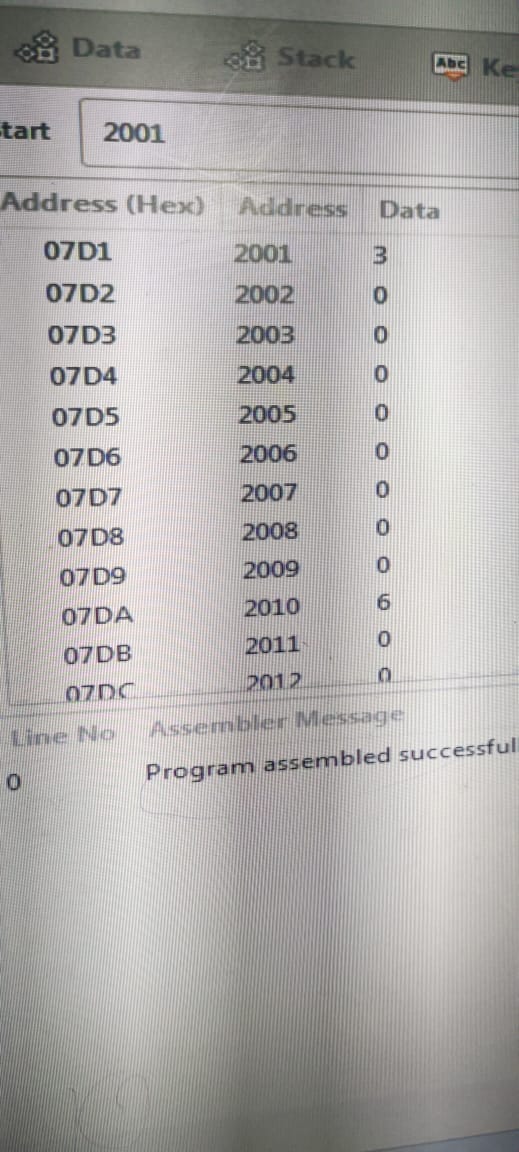 Data Stack Abc Ke
tart 2001
Address (Hex) Address Data
07D1 2001 3
07D2 2002 0
07D3 2003 0
07D4 2004 0
07D5 2005 0
07D6 2006 0
07D7 2007 0
07D8 2008 0
07D9 2009 0
07DA 2010 6
07DB 2011 0
07DC 2012 0
Line No Assembler Message
0 Program assembled successful